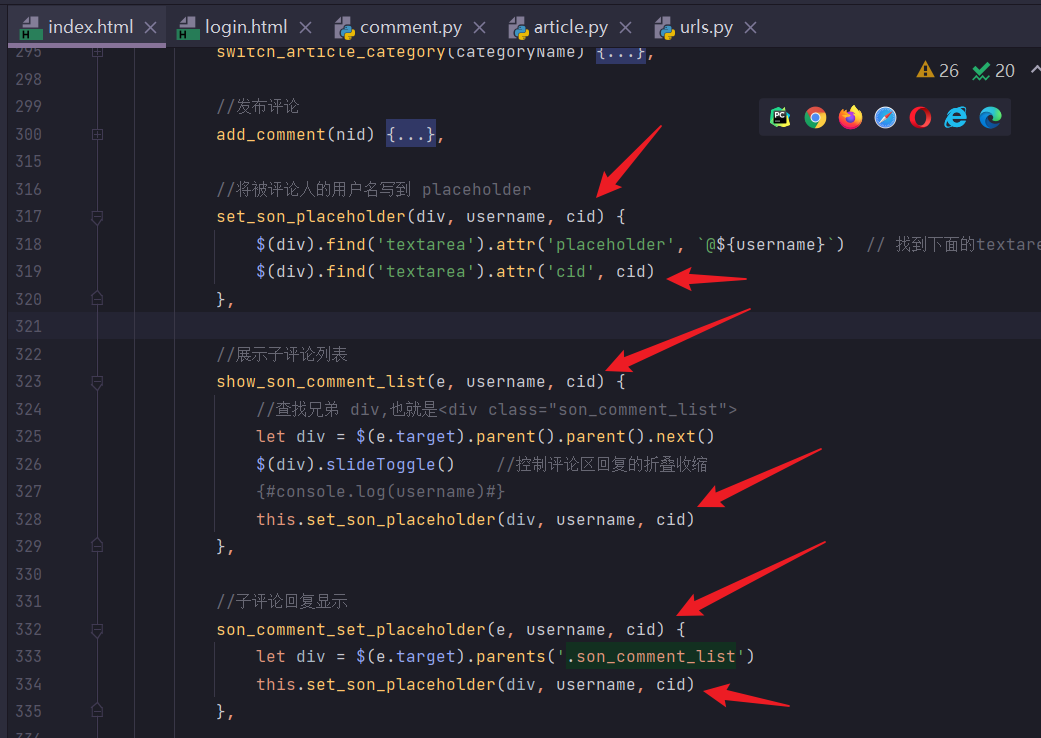 index.html login.html comment.py article.py urls.py
295 switch_article_category(categoryName) {...},
298
26 20
299 //发布评论
300 add_comment(nid) {...},
315
316 //将被评论人的用户名写到 placeholder
317 set_son_placeholder(div, username, cid) {
318 $(div).find('textarea').attr('placeholder', `@${username}`) // 找到下面的textare
319 $(div).find('textarea').attr('cid', cid)
320 },
321
322 //展示子评论列表
323 show_son_comment_list(e, username, cid) {
324 //查找兄弟 div,也就是<div class="son_comment_list">
325 let div = $(e.target).parent().parent().next()
326 $(div).slideToggle() //控制评论区回复的折叠收缩
327 {#console.log(username)#}
328 this.set_son_placeholder(div, username, cid)
329 },
330
331 //子评论回复显示
332 son_comment_set_placeholder(e, username, cid) {
333 let div = $(e.target).parents('.son_comment_list')
334 this.set_son_placeholder(div, username, cid)
335 },